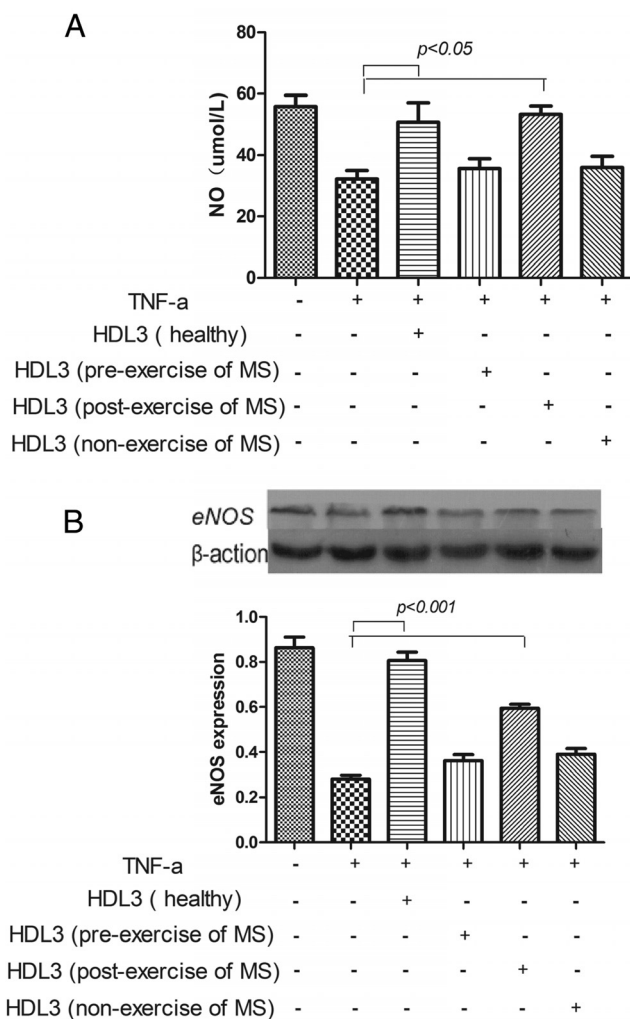 A
80
p<0.05
60
40
20
0
NO（umol/L)
TNF-a - + + + + +
HDL3 ( healthy) - - + - - -
HDL3 (pre-exercise of MS) - - - + - -
HDL3 (post-exercise of MS) - - - - + -
HDL3 (non-exercise of MS) - - - - - +
B
eNOS
β-action
p<0.001
1.0
0.8
0.6
0.4
0.2
0.0
eNOS expression
TNF-a - + + + + +
HDL3 ( healthy) - - + - - -
HDL3 (pre-exercise of MS) - - - + - -
HDL3 (post-exercise of MS) - - - - + -
HDL3 (non-exercise of MS) - - - - - +